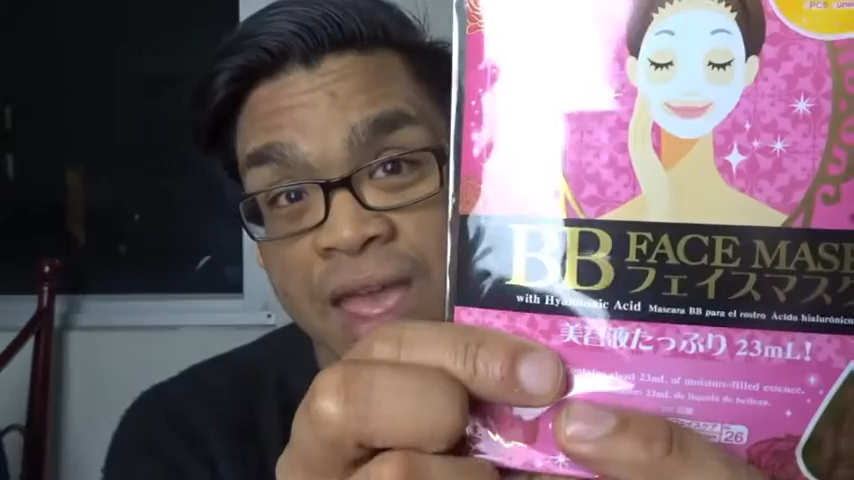 PCS
BB FACE MASK
フェイスマスク
with Hyaluronic Acid Mascara BB para el rostro Ácido hialurónico
美容液たっぷり 23mL!
Contains about 23mL of moisture-filled essence.
23mL de líquido de belleza.
26